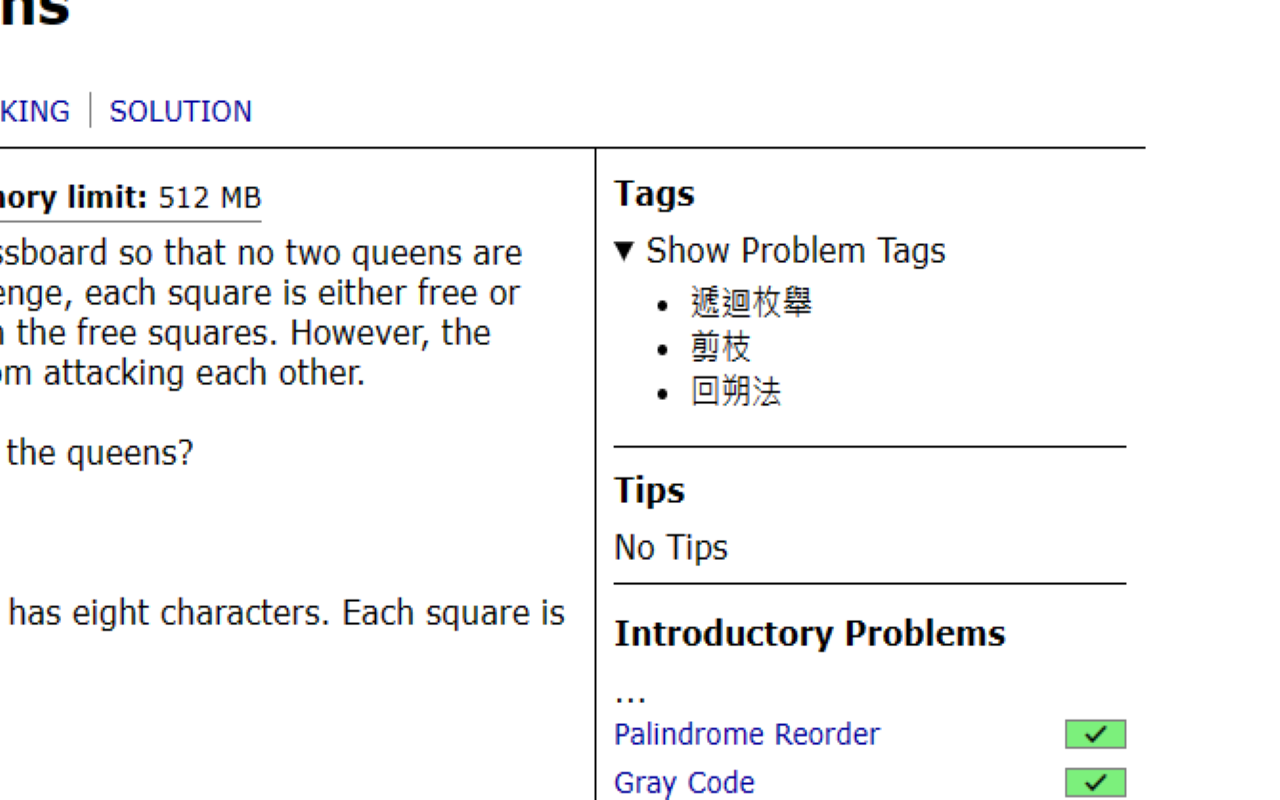 ns
KING | SOLUTION
ory limit: 512 MB
ssboard so that no two queens are
enge, each square is either free or
the free squares. However, the
om attacking each other.
the queens?
has eight characters. Each square is
Tags
▼ Show Problem Tags
• 遞迴枚舉
• 剪枝
• 回朔法
Tips
No Tips
Introductory Problems
...
Palindrome Reorder ✓
Gray Code ✓